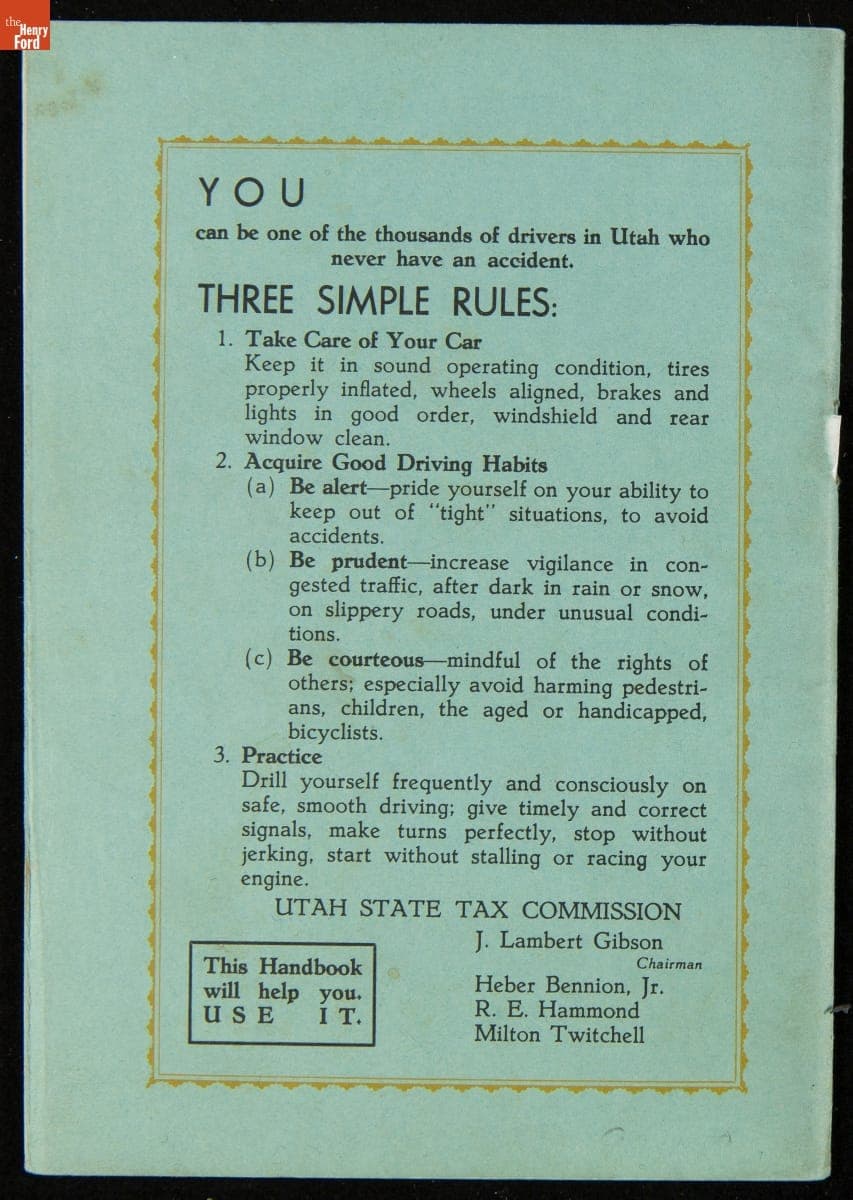 the
Henry
Ford
YOU
can be one of the thousands of drivers in Utah who
never have an accident.
THREE SIMPLE RULES:
1. Take Care of Your Car
Keep it in sound operating condition, tires
properly inflated, wheels aligned, brakes and
lights in good order, windshield and rear
window clean.
2. Acquire Good Driving Habits
(a) Be alert—pride yourself on your ability to
keep out of "tight" situations, to avoid
accidents.
(b) Be prudent—increase vigilance in con-
gested traffic, after dark in rain or snow,
on slippery roads, under unusual condi-
tions.
(c) Be courteous—mindful of the rights of
others; especially avoid harming pedestri-
ans, children, the aged or handicapped,
bicyclists.
3. Practice
Drill yourself frequently and consciously on
safe, smooth driving; give timely and correct
signals, make turns perfectly, stop without
jerking, start without stalling or racing your
engine.
UTAH STATE TAX COMMISSION
J. Lambert Gibson
Chairman
Heber Bennion, Jr.
R. E. Hammond
Milton Twitchell
This Handbook
will help you.
USE IT.